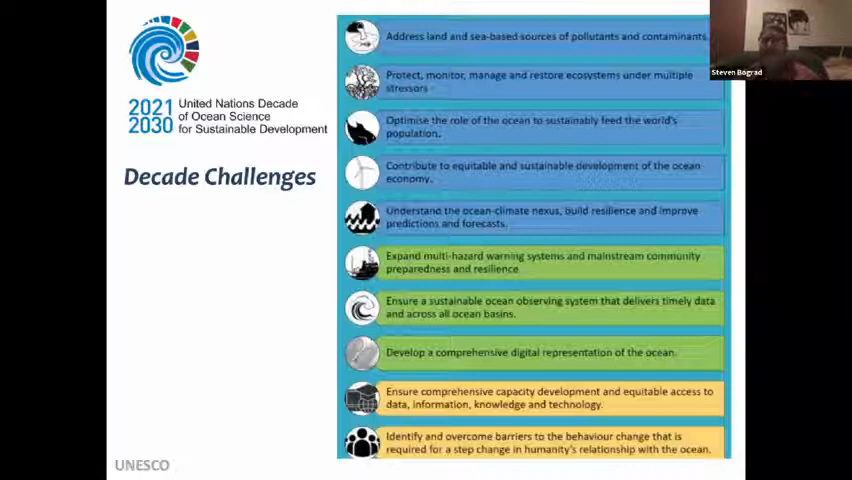 2021
2030
United Nations Decade
of Ocean Science
for Sustainable Development
Decade Challenges
Address land and sea-based sources of pollutants and contaminants.
Protect, monitor, manage and restore ecosystems under multiple
stressors
Optimise the role of the ocean to sustainably feed the world's
population.
Contribute to equitable and sustainable development of the ocean
economy.
Understand the ocean-climate nexus, build resilience and improve
predictions and forecasts.
Expand multi-hazard warning systems and mainstream community
preparedness and resilience
Ensure a sustainable ocean observing system that delivers timely data
and across all ocean basins.
Develop a comprehensive digital representation of the ocean.
Ensure comprehensive capacity development and equitable access to
data, information, knowledge and technology.
Identify and overcome barriers to the behaviour change that is
required for a step change in humanity's relationship with the ocean.
UNESCO
Steven Bograd